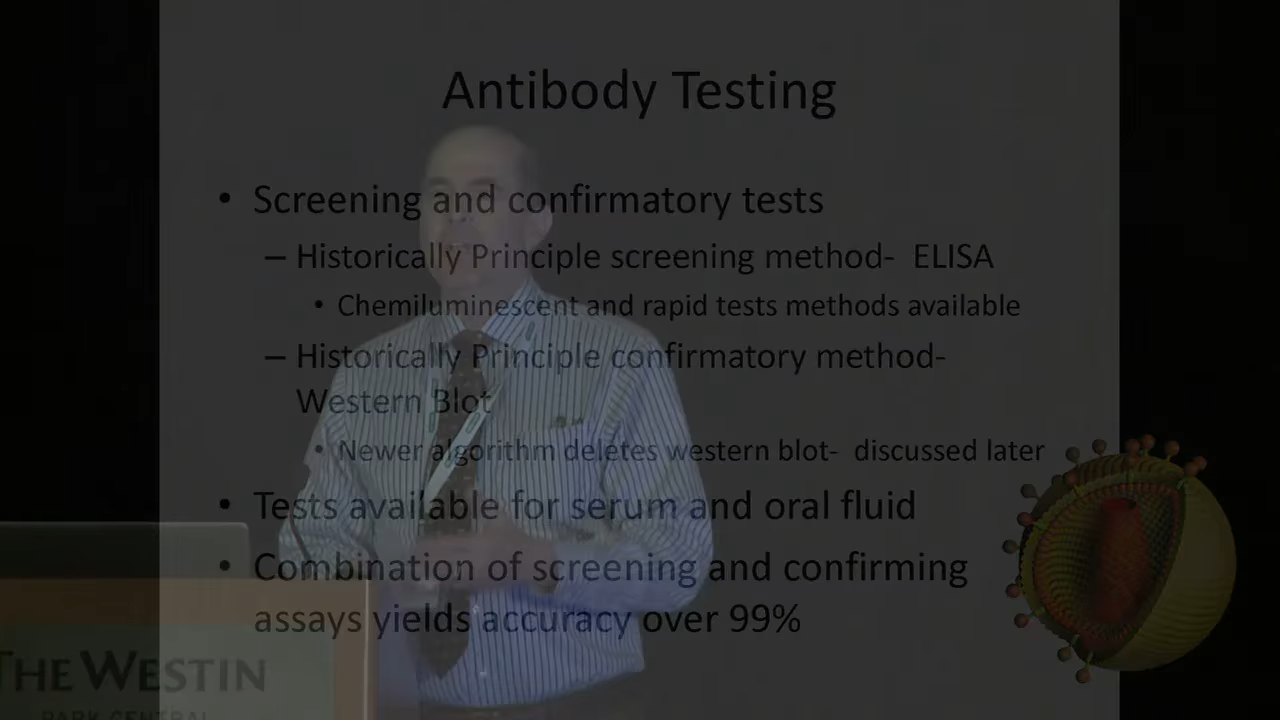 Antibody Testing
• Screening and confirmatory tests
– Historically Principle screening method-  ELISA
• Chemiluminescent and rapid tests methods available
– Historically Principle confirmatory method-
Western Blot
• Newer algorithm deletes western blot-  discussed later
• Tests available for serum and oral fluid
• Combination of screening and confirming
assays yields accuracy over 99%
THE WESTIN
PARK CENTRAL